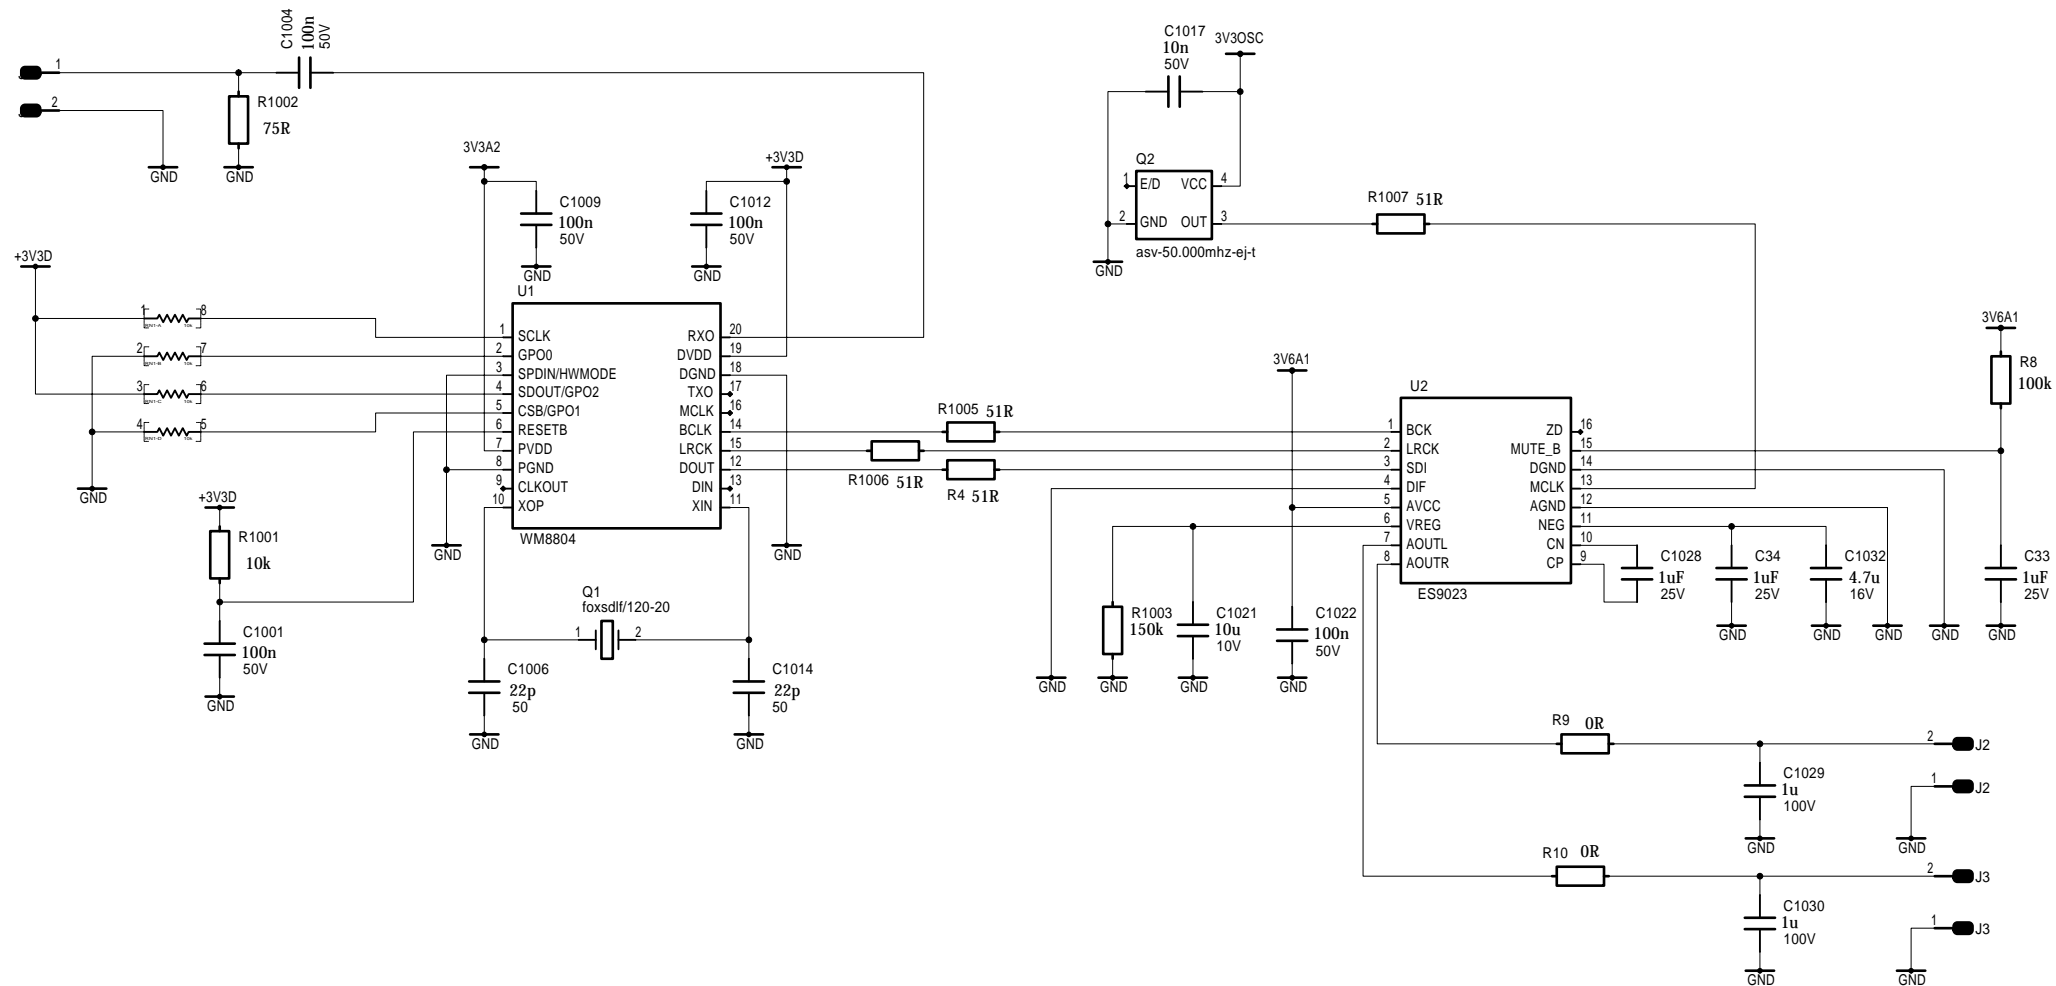 C1004
100n
50V
1
2
R1002
75R
GND
GND
C1017
10n
50V
3V3OSC
Q2
1
E/D
VCC
4
2
GND
OUT
3
asv-50.000mhz-ej-t
GND
R1007 51R
3V3A2
C1009
100n
50V
GND
+3V3D
C1012
100n
50V
GND
+3V3D
1
8
2
7
3
6
4
5
GND
U1
1 SCLK
2 GPO0
3 SPDIN/HWMODE
4 SDOUT/GPO2
5 CSB/GPO1
6 RESETB
7 PVDD
8 PGND
9 CLKOUT
10 XOP
RXO 20
DVDD 19
DGND 18
TXO 17
MCLK 16
BCLK 14
LRCK 15
DOUT 12
DIN 13
XIN 11
WM8804
GND
GND
+3V3D
R1001
10k
C1001
100n
50V
GND
Q1
foxsdlf/120-20
1
2
C1006
22p
50
GND
C1014
22p
50
GND
R1005 51R
R1006 51R
R4 51R
3V6A1
U2
1 BCK
2 LRCK
3 SDI
4 DIF
5 AVCC
6 VREG
7 AOUTL
8 AOUTR
ZD 16
MUTE_B 15
DGND 14
MCLK 13
AGND 12
NEG 11
CN 10
CP 9
ES9023
3V6A1
R8
100k
GND
R1003
150k
GND
C1021
10u
10V
GND
C1022
100n
50V
GND
C1028
1uF
25V
C34
1uF
25V
GND
C1032
4.7u
16V
GND
GND
GND
C33
1uF
25V
GND
R9 0R
2
J2
C1029
1u
100V
GND
1
J2
GND
R10 0R
2
J3
C1030
1u
100V
GND
1
J3
GND